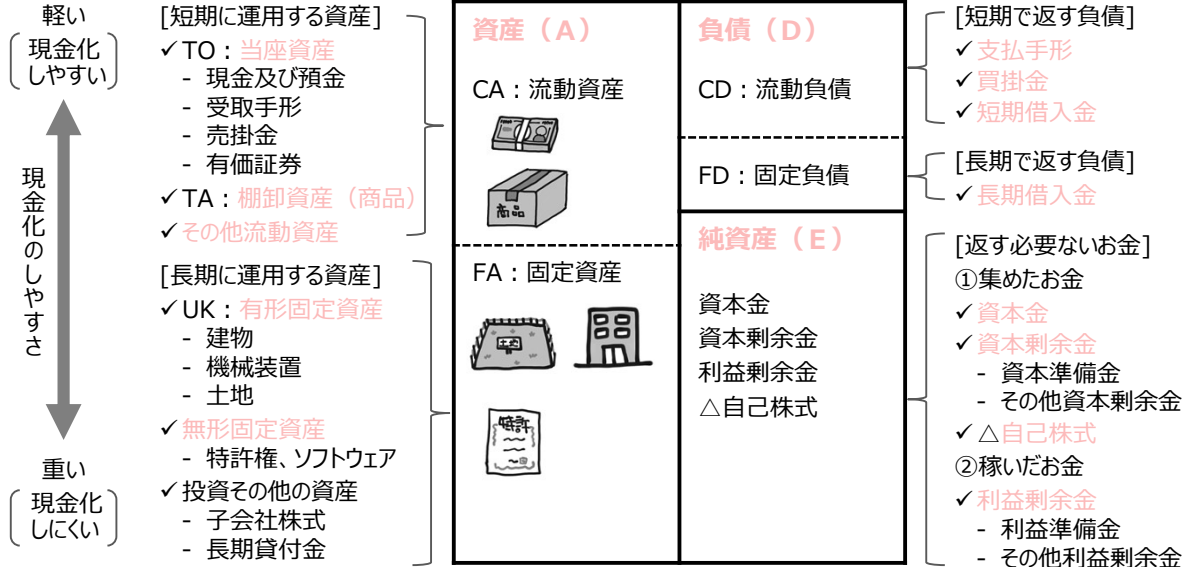 軽い
現金化
しやすい
現金化のしやすさ
重い
現金化
しにくい
[短期に運用する資産]
✓TO：当座資産
- 現金及び預金
- 受取手形
- 売掛金
- 有価証券
✓TA：棚卸資産（商品）
✓その他流動資産
[長期に運用する資産]
✓UK：有形固定資産
- 建物
- 機械装置
- 土地
✓無形固定資産
- 特許権、ソフトウェア
✓投資その他の資産
- 子会社株式
- 長期貸付金
資産（A）
CA：流動資産
商品
FA：固定資産
土地
特許
負債（D）
CD：流動負債
FD：固定負債
純資産（E）
資本金
資本剰余金
利益剰余金
△自己株式
[短期で返す負債]
✓支払手形
✓買掛金
✓短期借入金
[長期で返す負債]
✓長期借入金
[返す必要ないお金]
①集めたお金
✓資本金
✓資本剰余金
- 資本準備金
- その他資本剰余金
✓△自己株式
②稼いだお金
✓利益剰余金
- 利益準備金
- その他利益剰余金